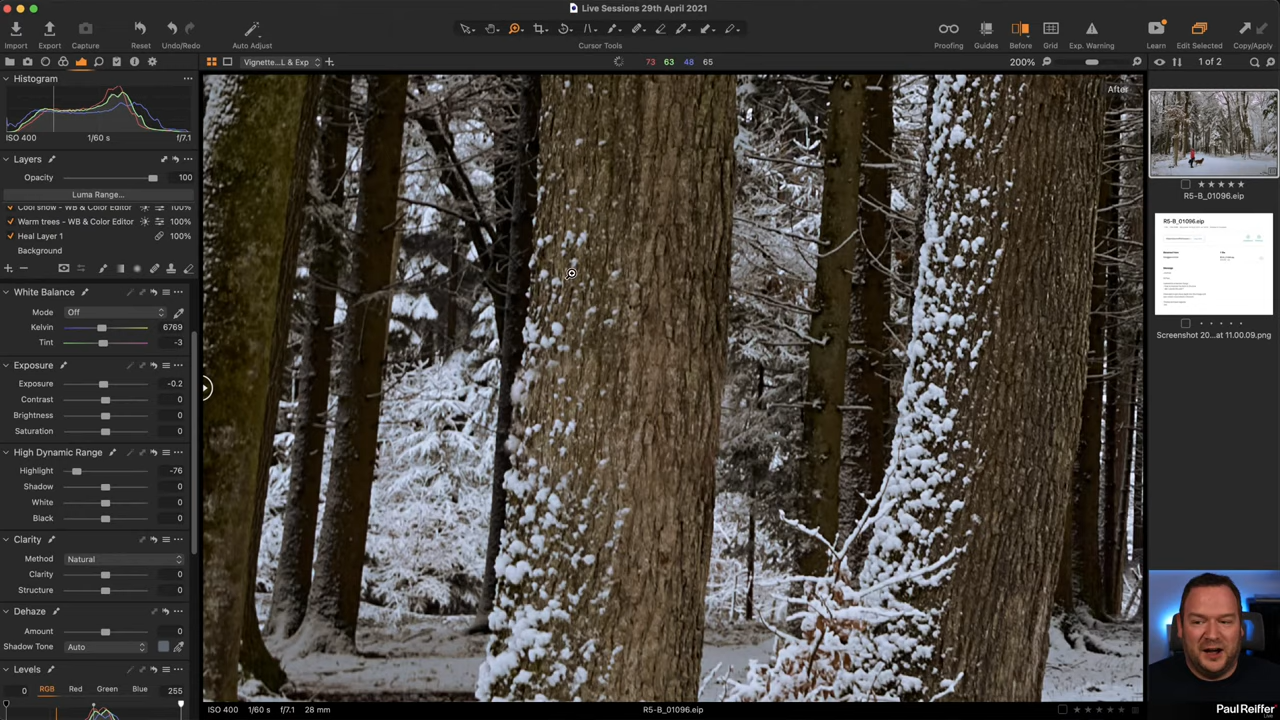 Live Sessions 29th April 2021
Import Export Capture Reset Undo/Redo Auto Adjust Cursor Tools Proofing Guides Before Grid Exp. Warning Learn Edit Selected Copy/Apply
Vignette...L & Exp 73 63 48 65 200% 1 of 2
Histogram
ISO 400 1/60 s f/7.1
Layers
Opacity 100
Luma Range...
Cool snow - WB & Color Editor 100%
Warm trees - WB & Color Editor 100%
Heal Layer 1 100%
Background
White Balance
Mode Off
Kelvin 6769
Tint -3
Exposure
Exposure -0.2
Contrast 0
Brightness 0
Saturation 0
High Dynamic Range
Highlight -76
Shadow 0
White 0
Black 0
Clarity
Method Natural
Clarity 0
Structure 0
Dehaze
Amount 0
Shadow Tone Auto
Levels
0 RGB Red Green Blue 255
After
ISO 400 1/60 s f/7.1 28 mm R5-B_01096.eip
R5-B_01096.eip
R5-B_01096.eip
Screenshot 20...at 11.00.09.png
Paul Reiffer
Live